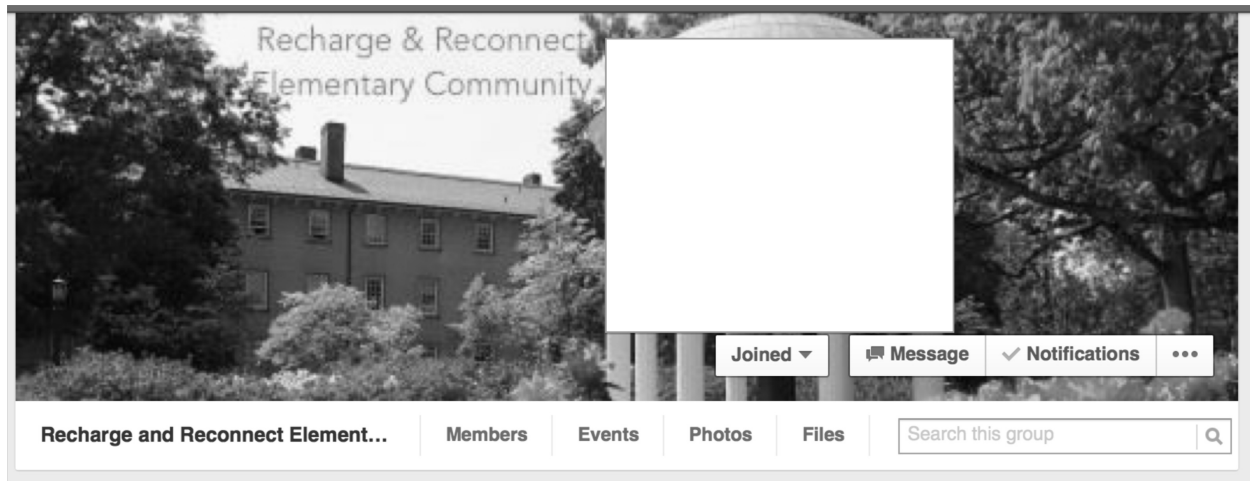 Recharge & Reconnect
Elementary Community
Joined
Message
Notifications
Recharge and Reconnect Element...
Members
Events
Photos
Files
Search this group